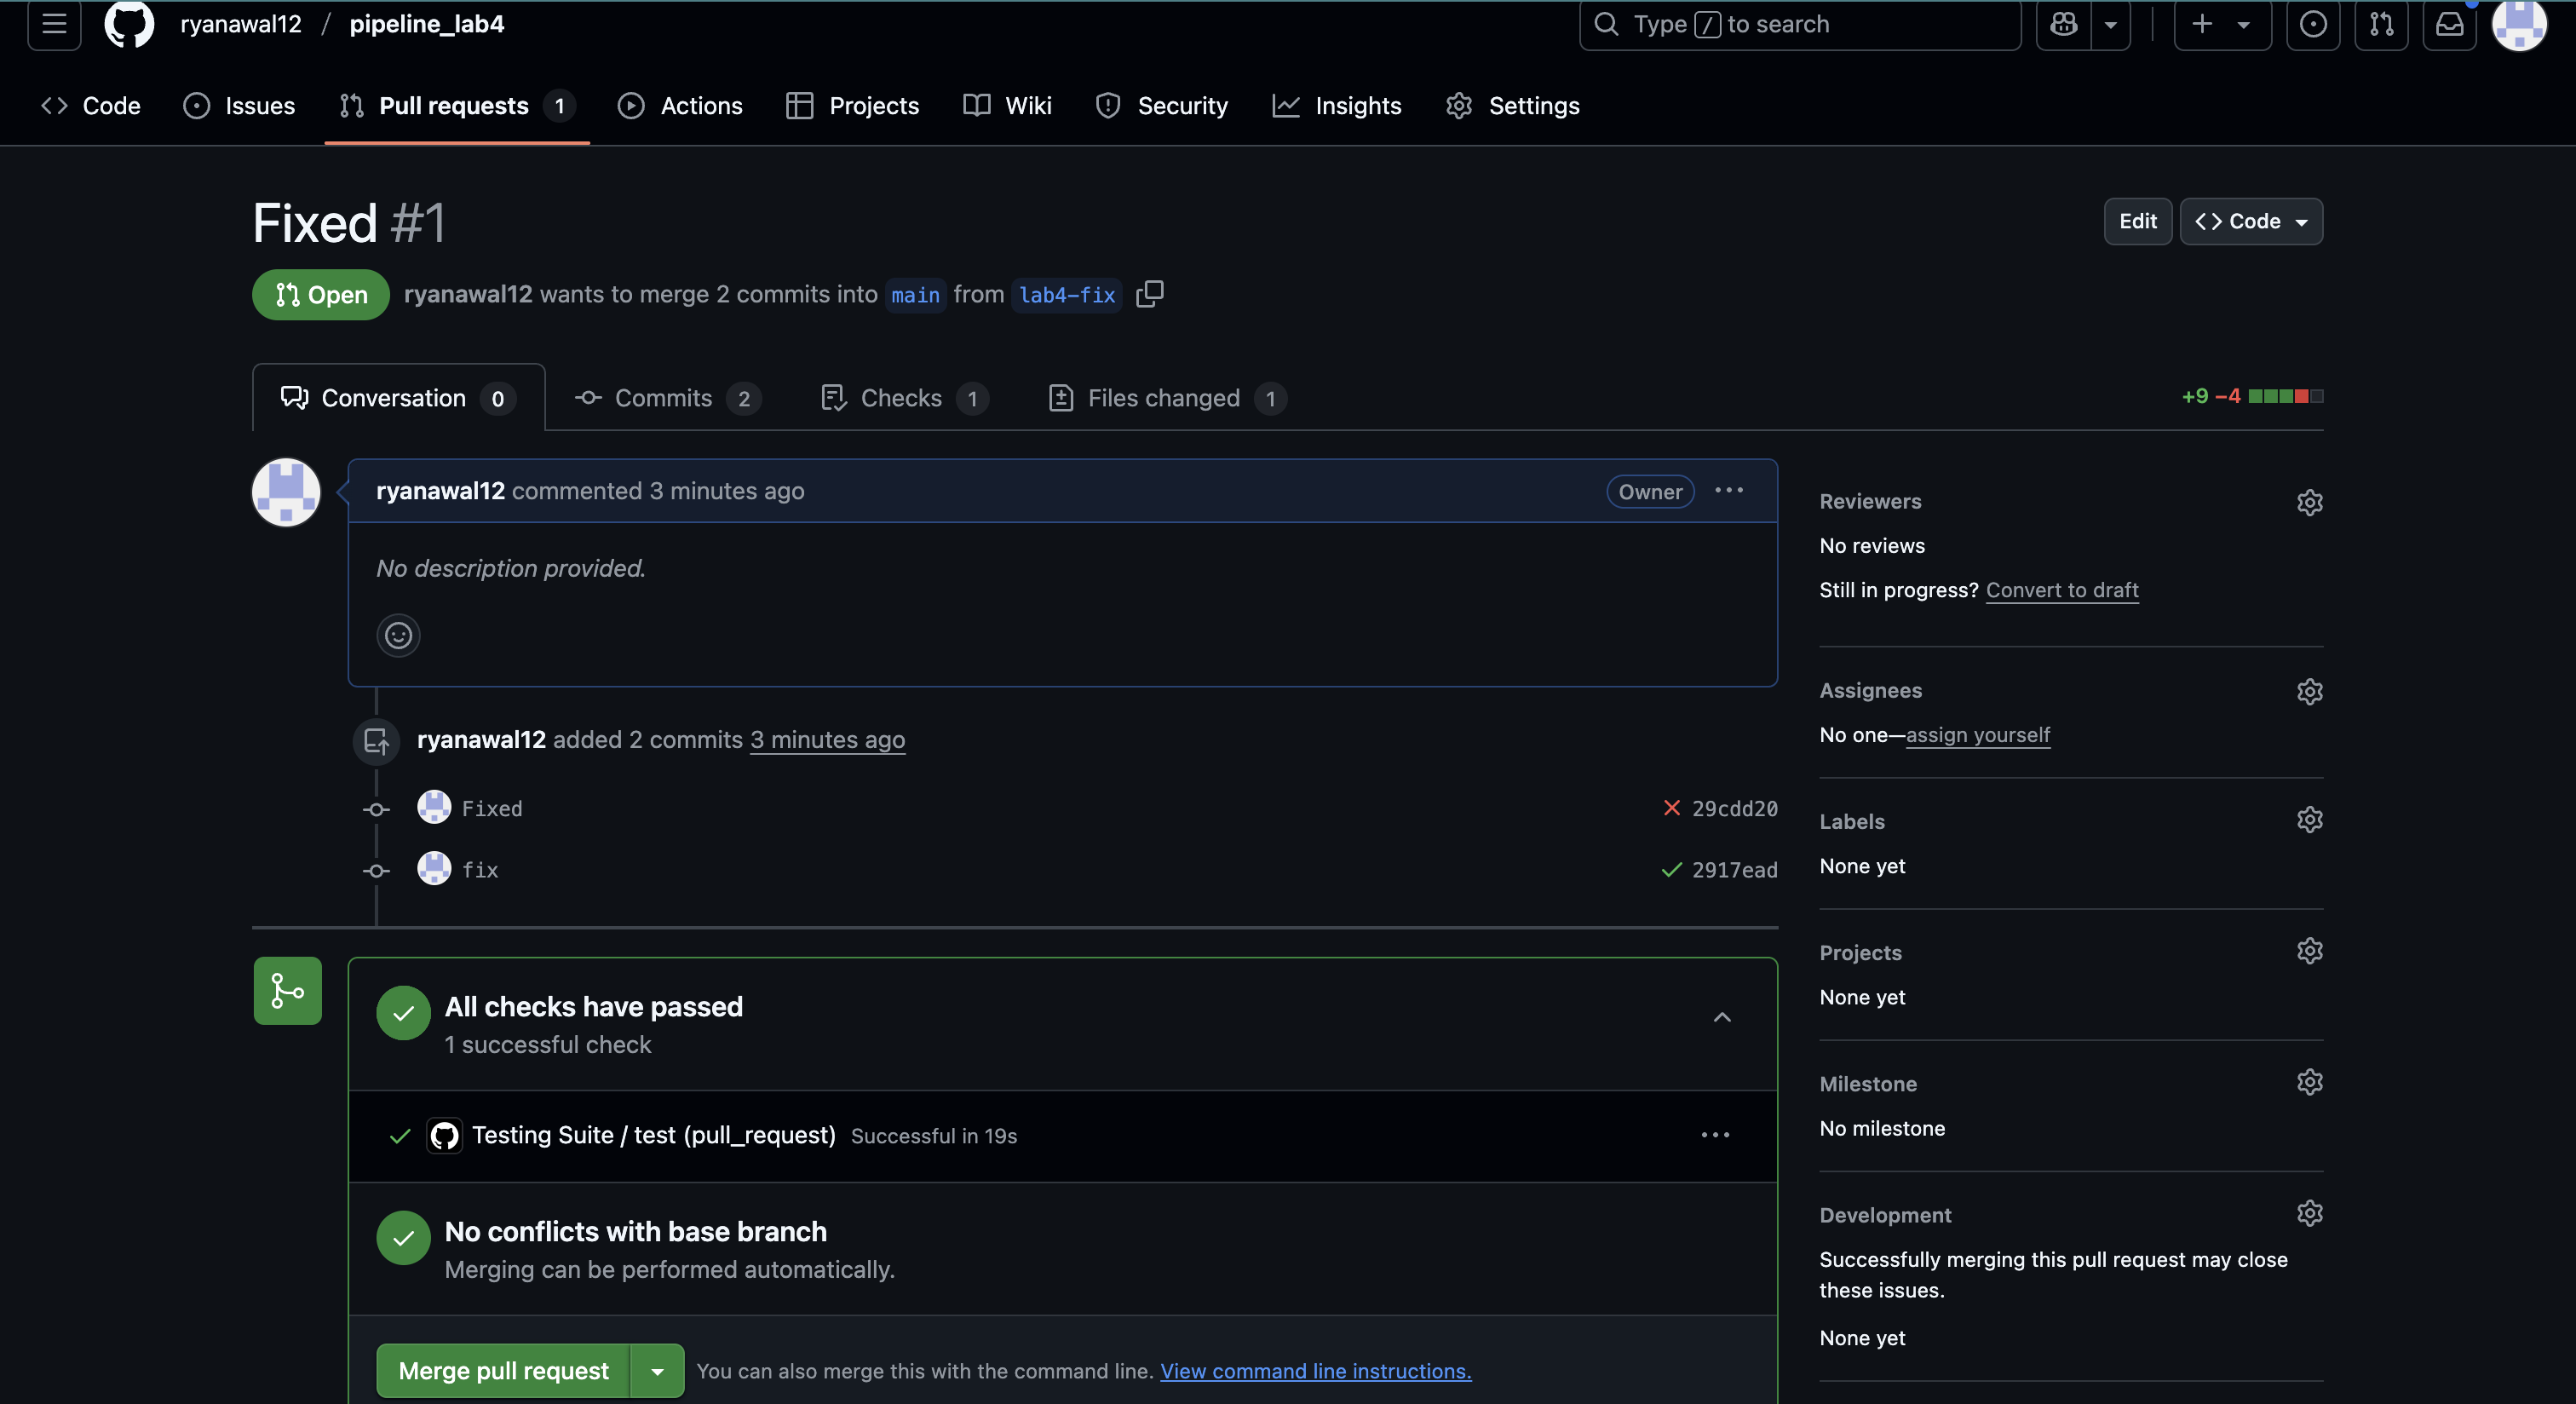 ryanawal12 / pipeline_lab4
Type / to search
Code Issues Pull requests 1 Actions Projects Wiki Security Insights Settings
Fixed #1
Edit Code
Open ryanawal12 wants to merge 2 commits into main from lab4-fix
Conversation 0 Commits 2 Checks 1 Files changed 1
+9 −4
ryanawal12 commented 3 minutes ago
Owner
No description provided.
ryanawal12 added 2 commits 3 minutes ago
Fixed 29cdd20
fix 2917ead
All checks have passed
1 successful check
Testing Suite / test (pull_request) Successful in 19s
No conflicts with base branch
Merging can be performed automatically.
Merge pull request You can also merge this with the command line. View command line instructions.
Reviewers
No reviews
Still in progress? Convert to draft
Assignees
No one—assign yourself
Labels
None yet
Projects
None yet
Milestone
No milestone
Development
Successfully merging this pull request may close
these issues.
None yet